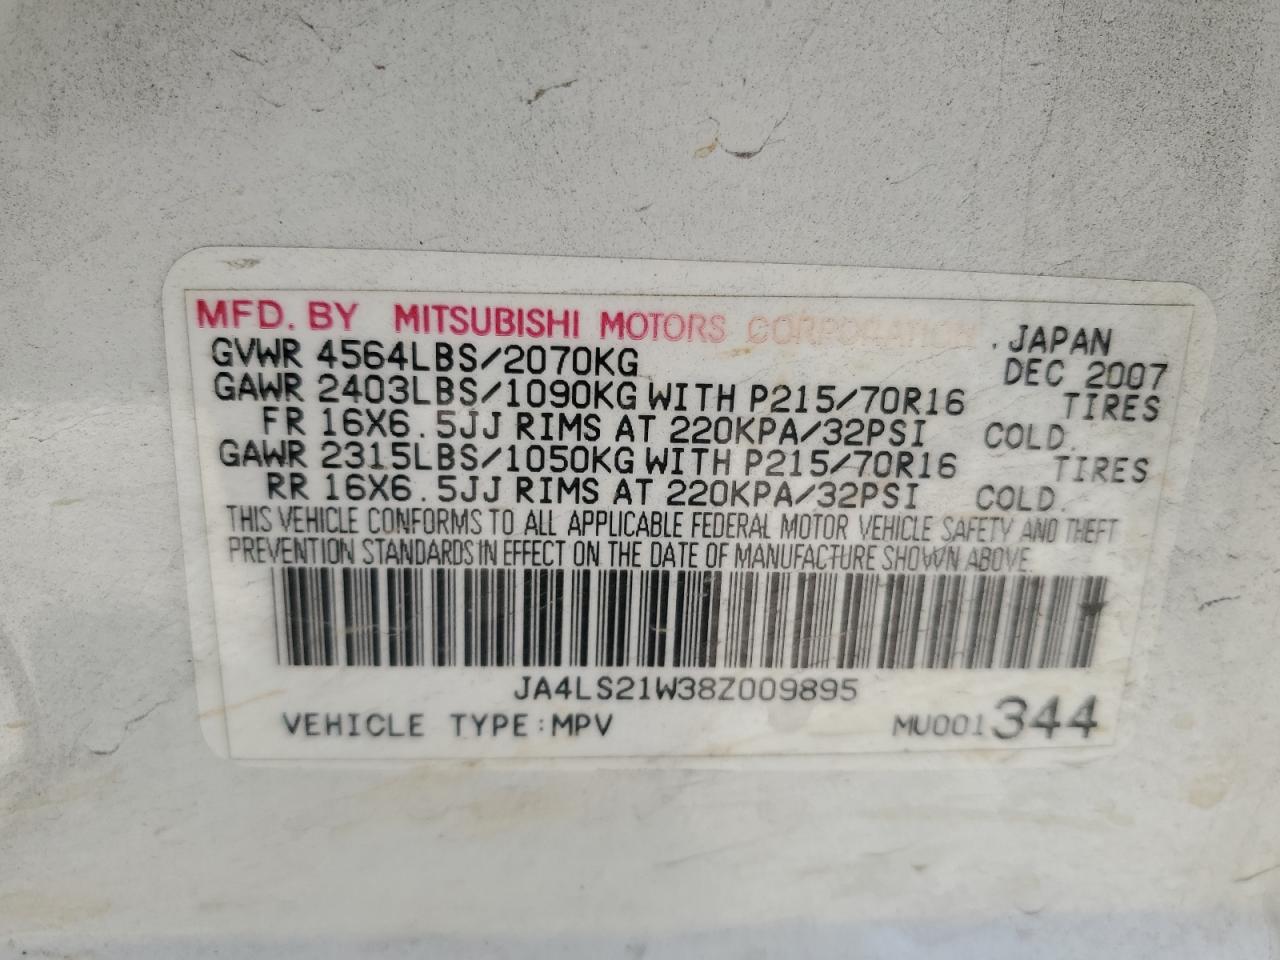 MFD. BY MITSUBISHI MOTORS CORPORATION . JAPAN
GVWR 4564LBS/2070KG DEC 2007
GAWR 2403LBS/1090KG WITH P215/70R16 TIRES
FR 16X6.5JJ RIMS AT 220KPA/32PSI COLD.
GAWR 2315LBS/1050KG WITH P215/70R16 TIRES
RR 16X6.5JJ RIMS AT 220KPA/32PSI COLD.
THIS VEHICLE CONFORMS TO ALL APPLICABLE FEDERAL MOTOR VEHICLE SAFETY AND THEFT
PREVENTION STANDARDS IN EFFECT ON THE DATE OF MANUFACTURE SHOWN ABOVE.
JA4LS21W38Z009895
VEHICLE TYPE:MPV MU001344